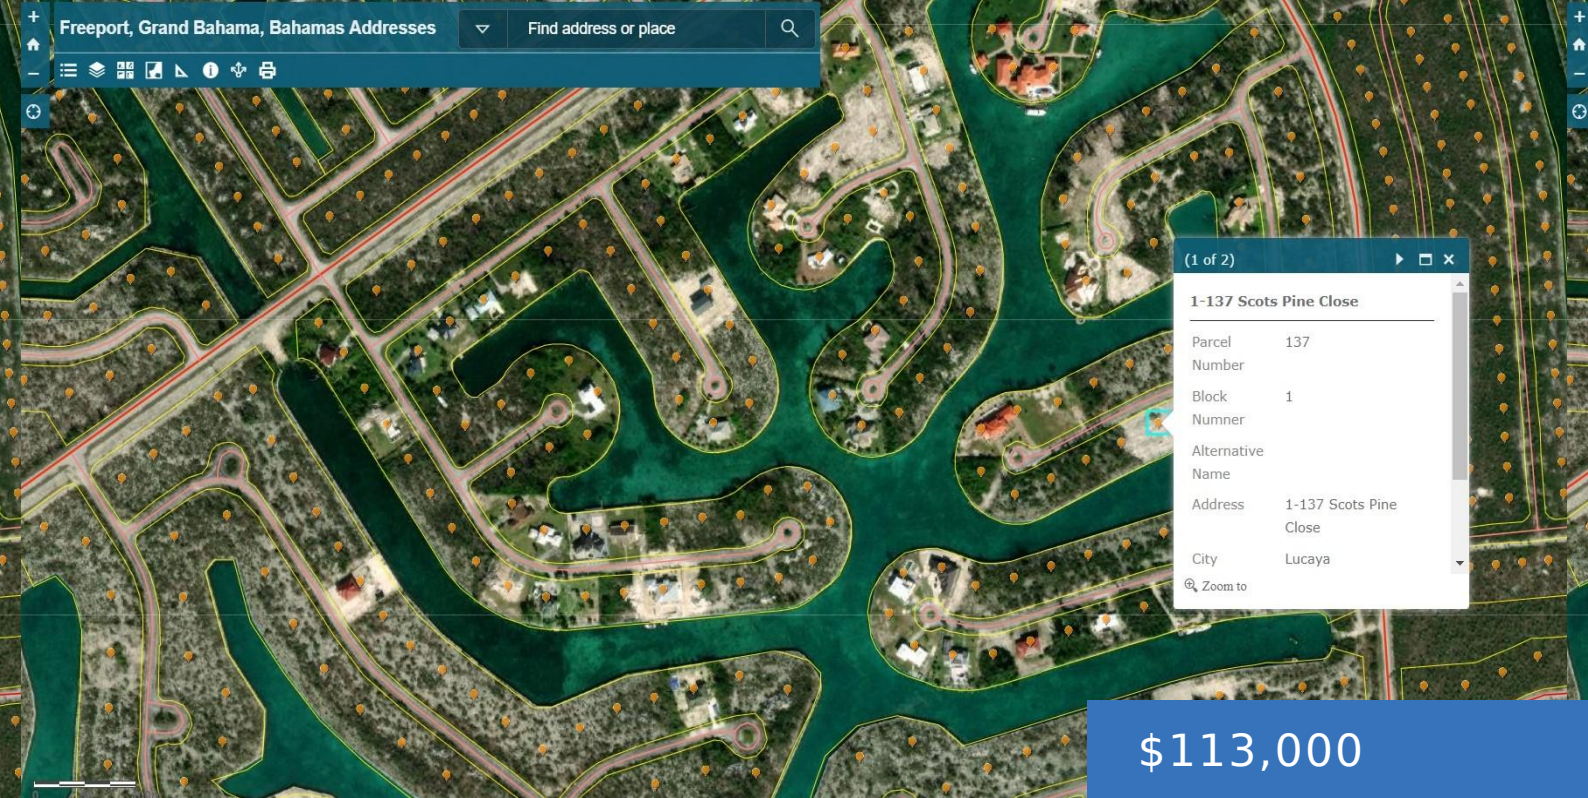 Freeport, Grand Bahama, Bahamas Addresses
Find address or place
(1 of 2)
1-137 Scots Pine Close
Parcel
Number
137
Block
Numner
1
Alternative
Name
Address
1-137 Scots Pine
Close
City
Lucaya
Zoom to
$113,000